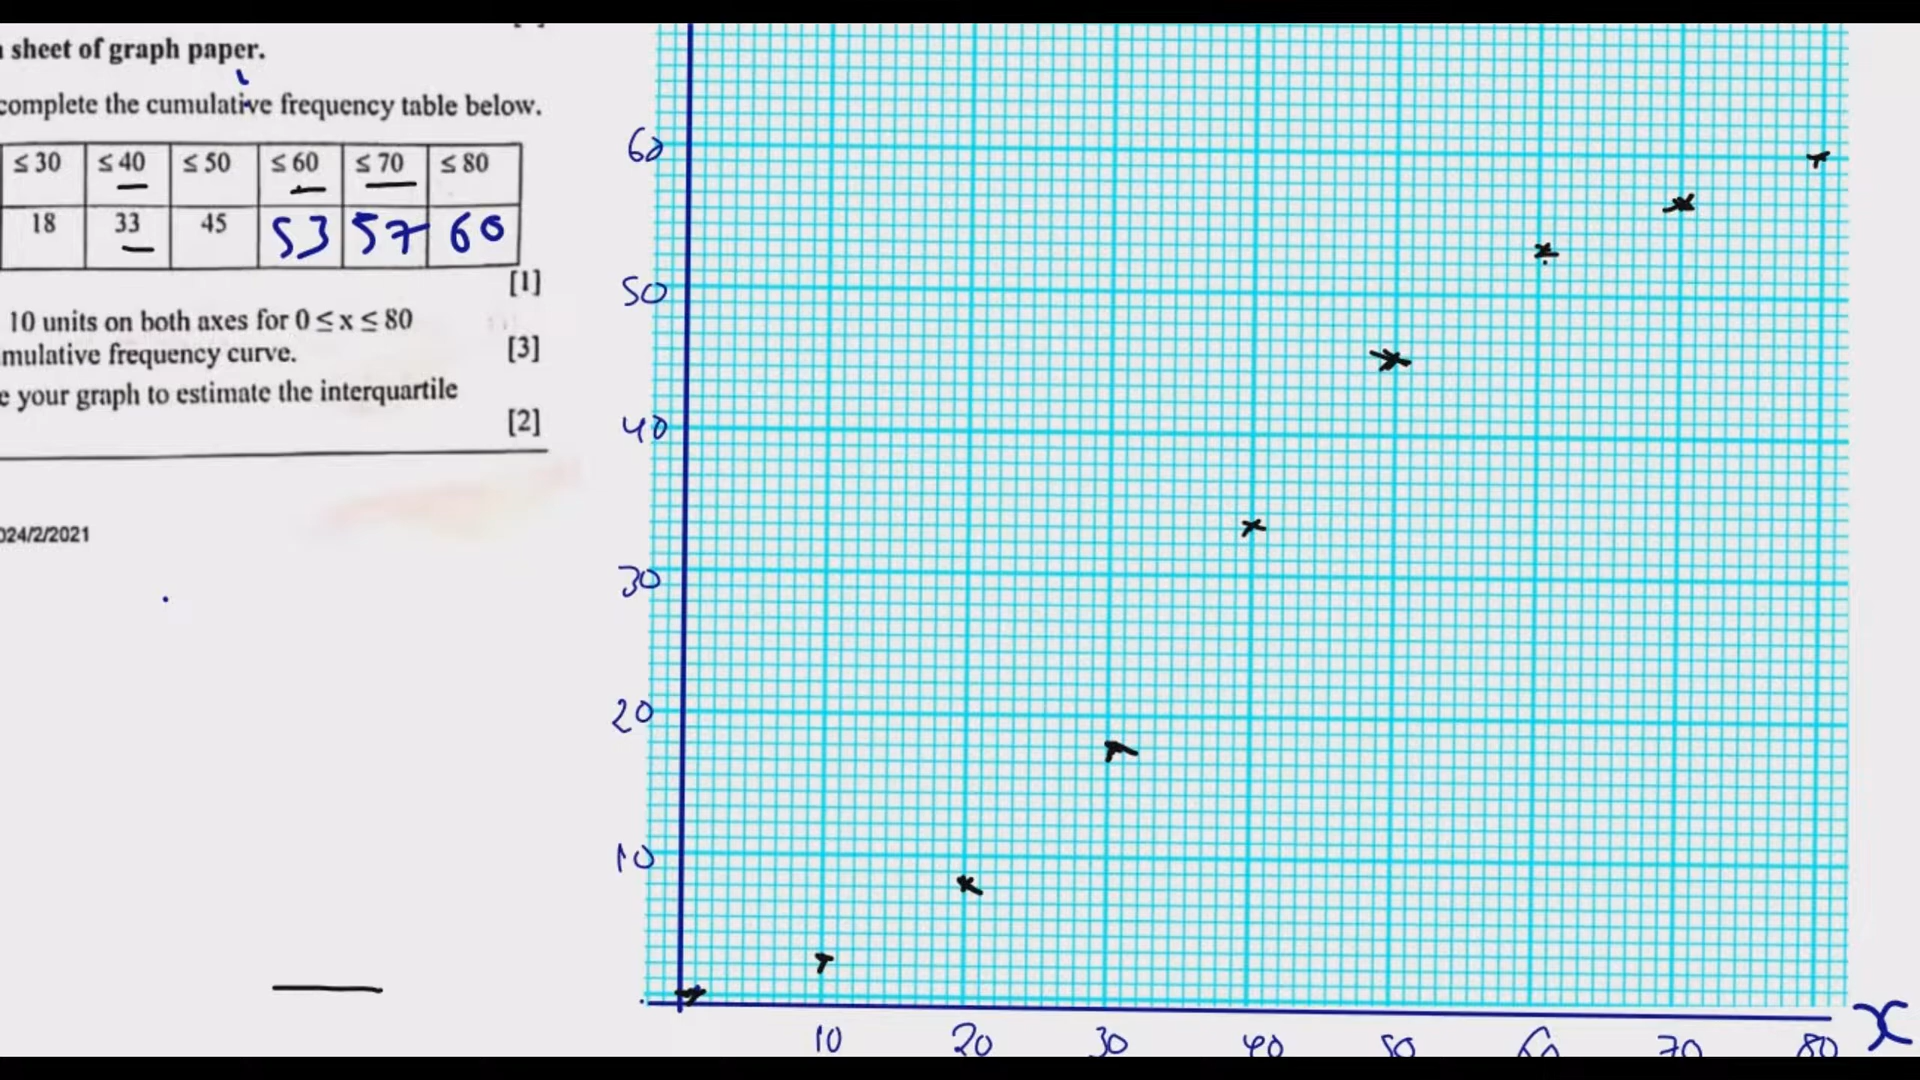 sheet of graph paper.
complete the cumulative frequency table below.
≤ 30 ≤ 40 ≤ 50 ≤ 60 ≤ 70 ≤ 80
18 33 45 53 57 60
[1]
10 units on both axes for 0 ≤ x ≤ 80
mulative frequency curve. [3]
e your graph to estimate the interquartile
[2]
024/2/2021
60
50
40
30
20
10
10 20 30 40 50 60 70 80 x